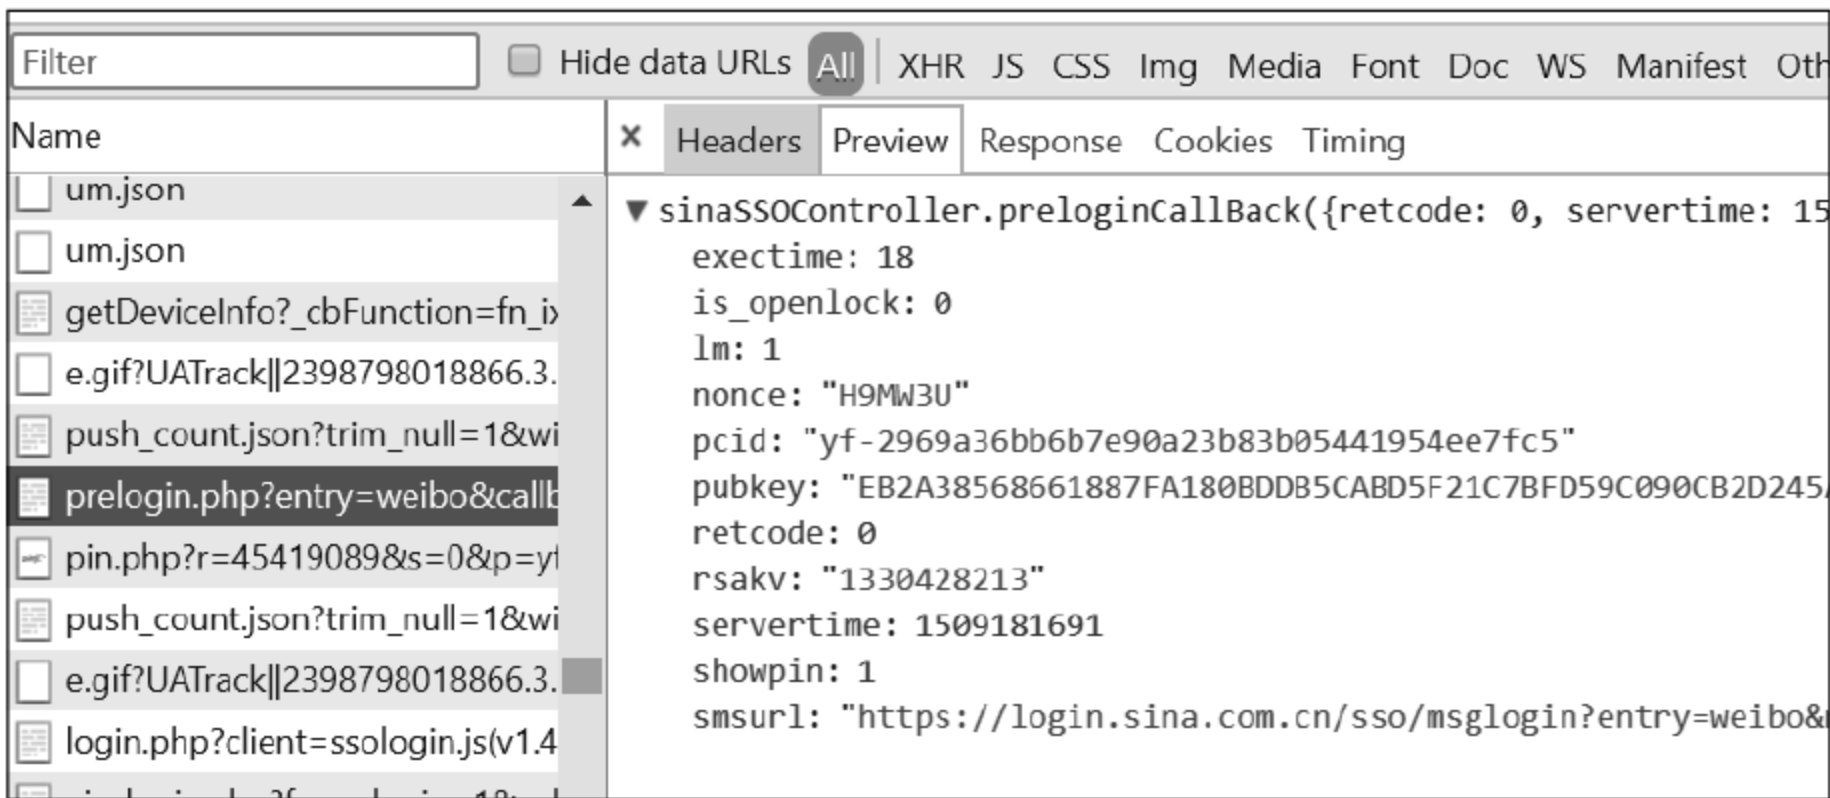 Filter Hide data URLs All XHR JS CSS Img Media Font Doc WS Manifest Oth
Name
× Headers Preview Response Cookies Timing
um.json
um.json
getDeviceInfo?_cbFunction=fn_ix
e.gif?UATrack||2398798018866.3.
push_count.json?trim_null=1&wi
prelogin.php?entry=weibo&callb
pin.php?r=45419089&s=0&p=yf
push_count.json?trim_null=1&wi
e.gif?UATrack||2398798018866.3.
login.php?client=ssologin.js(v1.4
▼ sinaSSOController.preloginCallBack({retcode: 0, servertime: 15
exectime: 18
is_openlock: 0
lm: 1
nonce: "H9MW3U"
pcid: "yf-2969a36bb6b7e90a23b83b05441954ee7fc5"
pubkey: "EB2A38568661887FA180BDDB5CABD5F21C7BFD59C090CB2D245
retcode: 0
rsakv: "1330428213"
servertime: 1509181691
showpin: 1
smsurl: "https://login.sina.com.cn/sso/msglogin?entry=weibo&